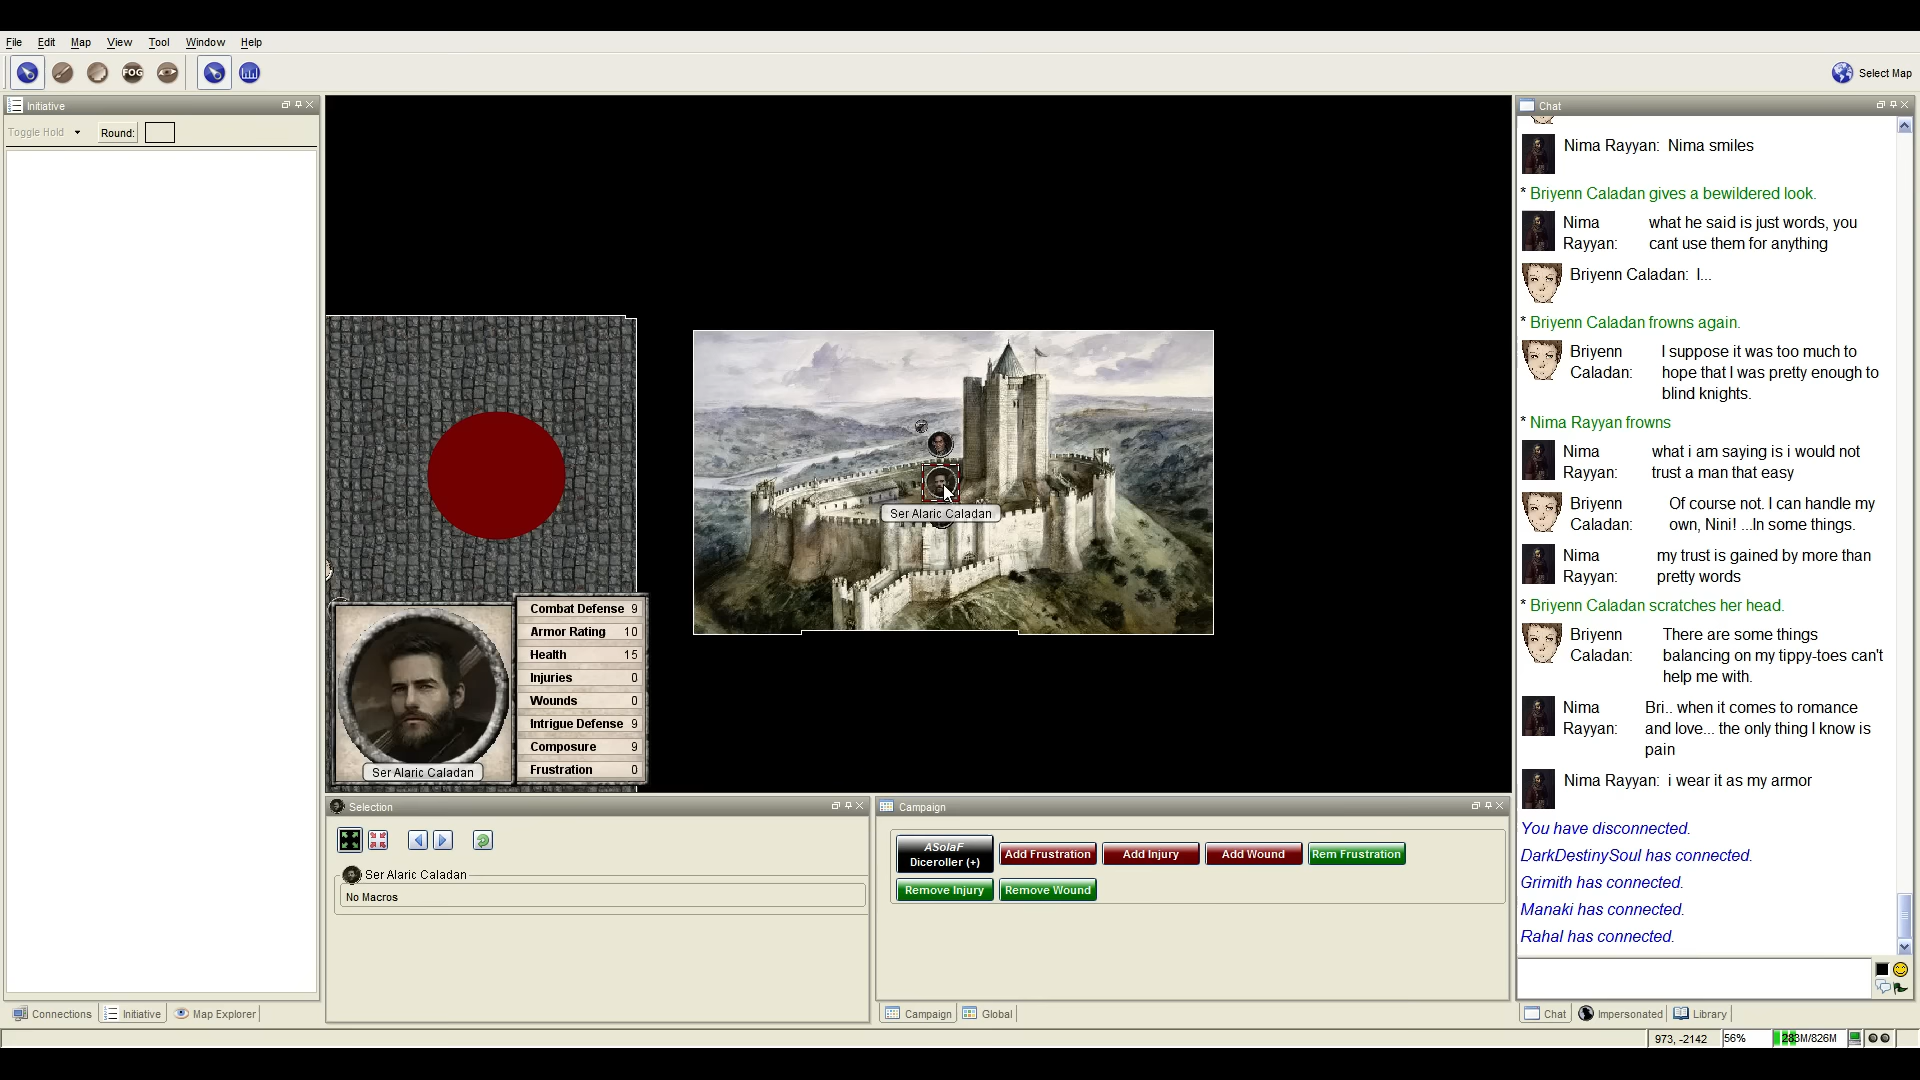 File Edit Map View Tool Window Help
FOG
Select Map
Initiative
Toggle Hold Round:
Ser Alaric Caladan
Combat Defense 9
Armor Rating 10
Health 15
Injuries 0
Wounds 0
Intrigue Defense 9
Composure 9
Frustration 0
Ser Alaric Caladan
Selection
Ser Alaric Caladan
No Macros
Campaign
ASoIaF
Diceroller (+)
Add Frustration Add Injury Add Wound Rem Frustration
Remove Injury Remove Wound
Chat
Nima Rayyan: Nima smiles
* Briyenn Caladan gives a bewildered look.
Nima what he said is just words, you
Rayyan: cant use them for anything
Briyenn Caladan: I...
* Briyenn Caladan frowns again.
Briyenn I suppose it was too much to
Caladan: hope that I was pretty enough to
blind knights.
* Nima Rayyan frowns
Nima what i am saying is i would not
Rayyan: trust a man that easy
Briyenn Of course not. I can handle my
Caladan: own, Nini! ...In some things.
Nima my trust is gained by more than
Rayyan: pretty words
* Briyenn Caladan scratches her head.
Briyenn There are some things
Caladan: balancing on my tippy-toes can't
help me with.
Nima Bri.. when it comes to romance
Rayyan: and love... the only thing I know is
pain
Nima Rayyan: i wear it as my armor
You have disconnected.
DarkDestinySoul has connected.
Grimith has connected.
Manaki has connected.
Rahal has connected.
Connections Initiative Map Explorer
Campaign Global
Chat Impersonated Library
973, -2142 56% 283M/826M